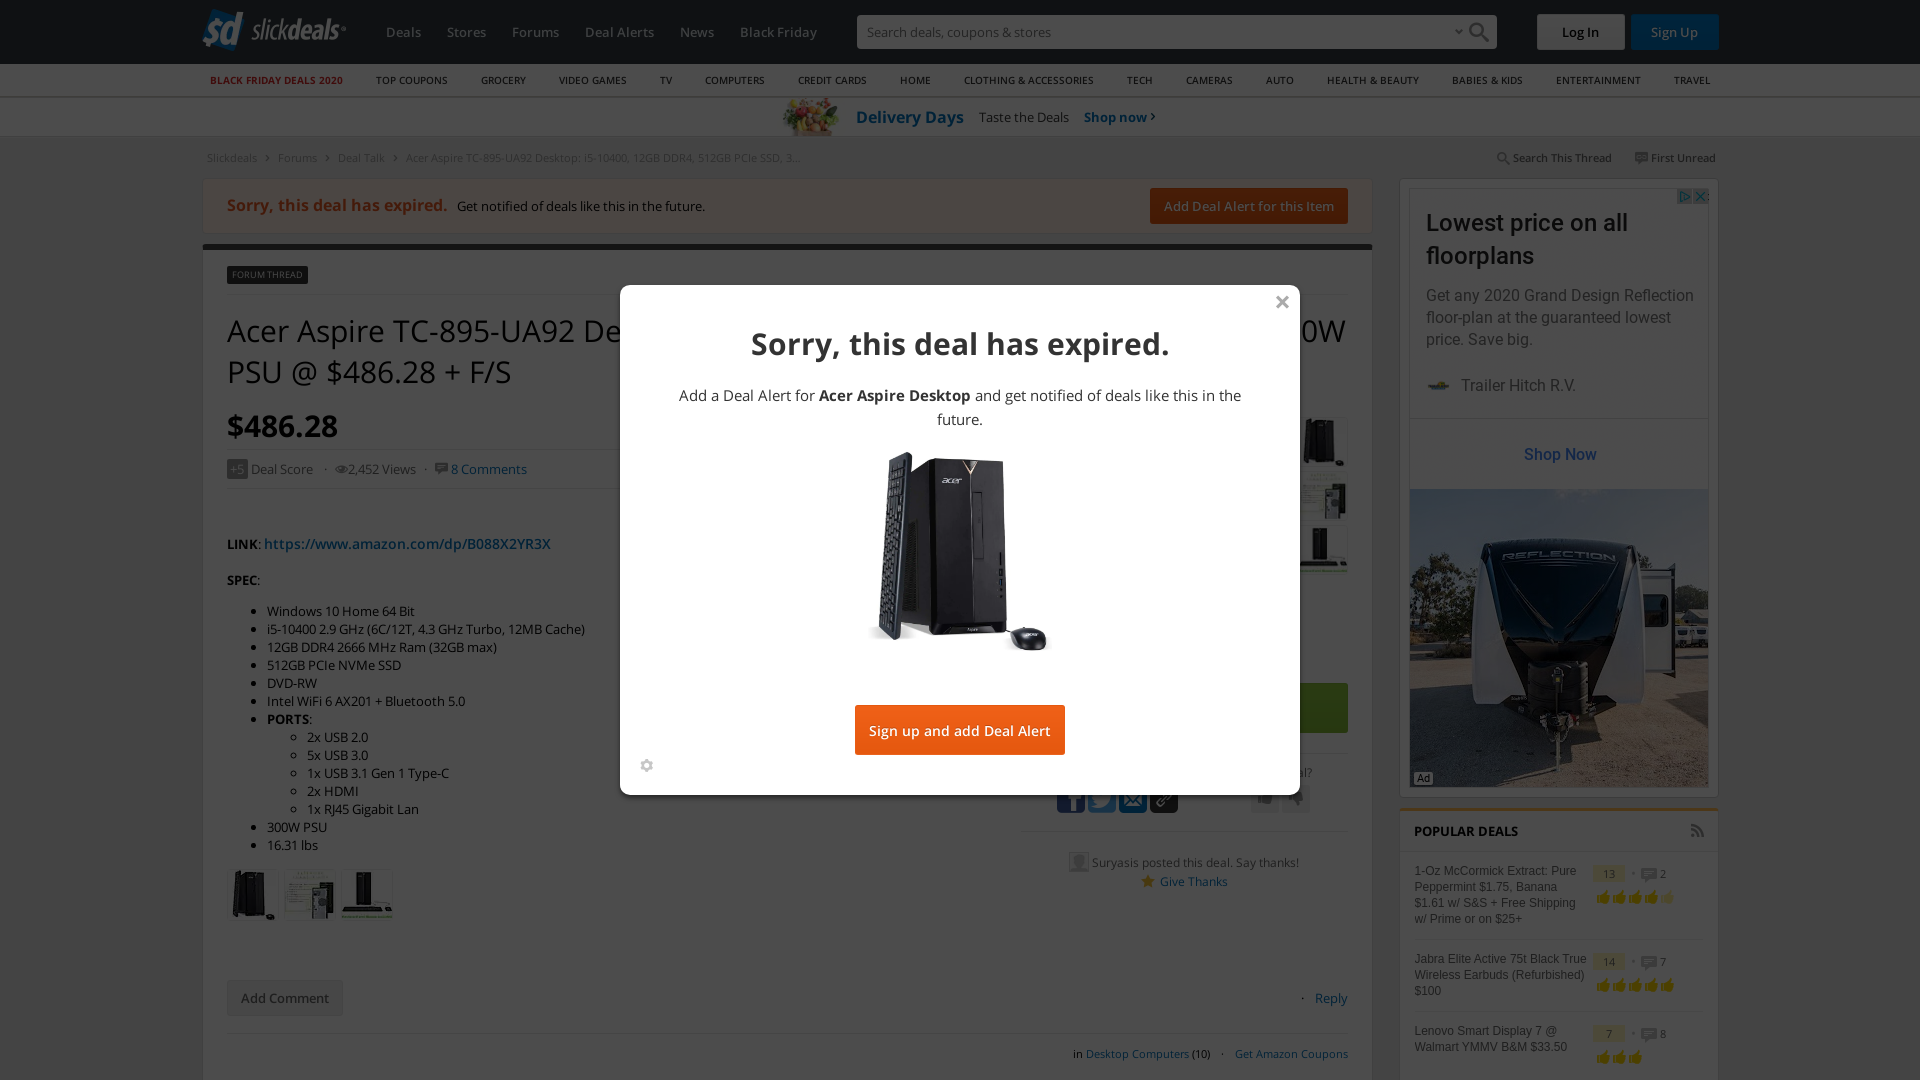 slickdeals
Deals
Stores
Forums
Deal Alerts
News
Black Friday
Search deals, coupons & stores
Log In
Sign Up
BLACK FRIDAY DEALS 2020
TOP COUPONS
GROCERY
VIDEO GAMES
TV
COMPUTERS
CREDIT CARDS
HOME
CLOTHING & ACCESSORIES
TECH
CAMERAS
AUTO
HEALTH & BEAUTY
BABIES & KIDS
ENTERTAINMENT
TRAVEL
Delivery Days Taste the Deals Shop now
Slickdeals > Forums > Deal Talk > Acer Aspire TC-895-UA92 Desktop: i5-10400, 12GB DDR4, 512GB PCIe SSD, 3...
Search This Thread
First Unread
Sorry, this deal has expired. Get notified of deals like this in the future.
Add Deal Alert for this Item
FORUM THREAD
Acer Aspire TC-895-UA92 De
0W
PSU @ $486.28 + F/S
$486.28
+5 Deal Score · 2,452 Views · 8 Comments
LINK: https://www.amazon.com/dp/B088X2YR3X
SPEC:
Windows 10 Home 64 Bit
i5-10400 2.9 GHz (6C/12T, 4.3 GHz Turbo, 12MB Cache)
12GB DDR4 2666 MHz Ram (32GB max)
512GB PCIe NVMe SSD
DVD-RW
Intel WiFi 6 AX201 + Bluetooth 5.0
PORTS:
2x USB 2.0
5x USB 3.0
1x USB 3.1 Gen 1 Type-C
2x HDMI
1x RJ45 Gigabit Lan
300W PSU
16.31 lbs
Sorry, this deal has expired.
Add a Deal Alert for Acer Aspire Desktop and get notified of deals like this in the
future.
acer
Sign up and add Deal Alert
al?
Suryasis posted this deal. Say thanks!
Give Thanks
Add Comment
· Reply
in Desktop Computers (10) · Get Amazon Coupons
Lowest price on all
floorplans
Get any 2020 Grand Design Reflection
floor-plan at the guaranteed lowest
price. Save big.
Trailer Hitch R.V.
Shop Now
REFLECTION
Ad
POPULAR DEALS
1-Oz McCormick Extract: Pure
Peppermint $1.75, Banana
$1.61 w/ S&S + Free Shipping
w/ Prime or on $25+
13 · 2
Jabra Elite Active 75t Black True
Wireless Earbuds (Refurbished)
$100
14 · 7
Lenovo Smart Display 7 @
Walmart YMMV B&M $33.50
7 · 8